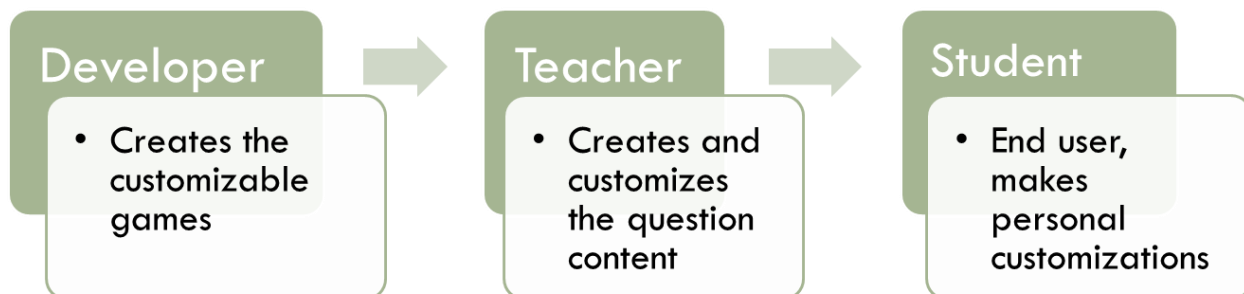 Developer
• Creates the
customizable
games
Teacher
• Creates and
customizes
the question
content
Student
• End user,
makes
personal
customizations